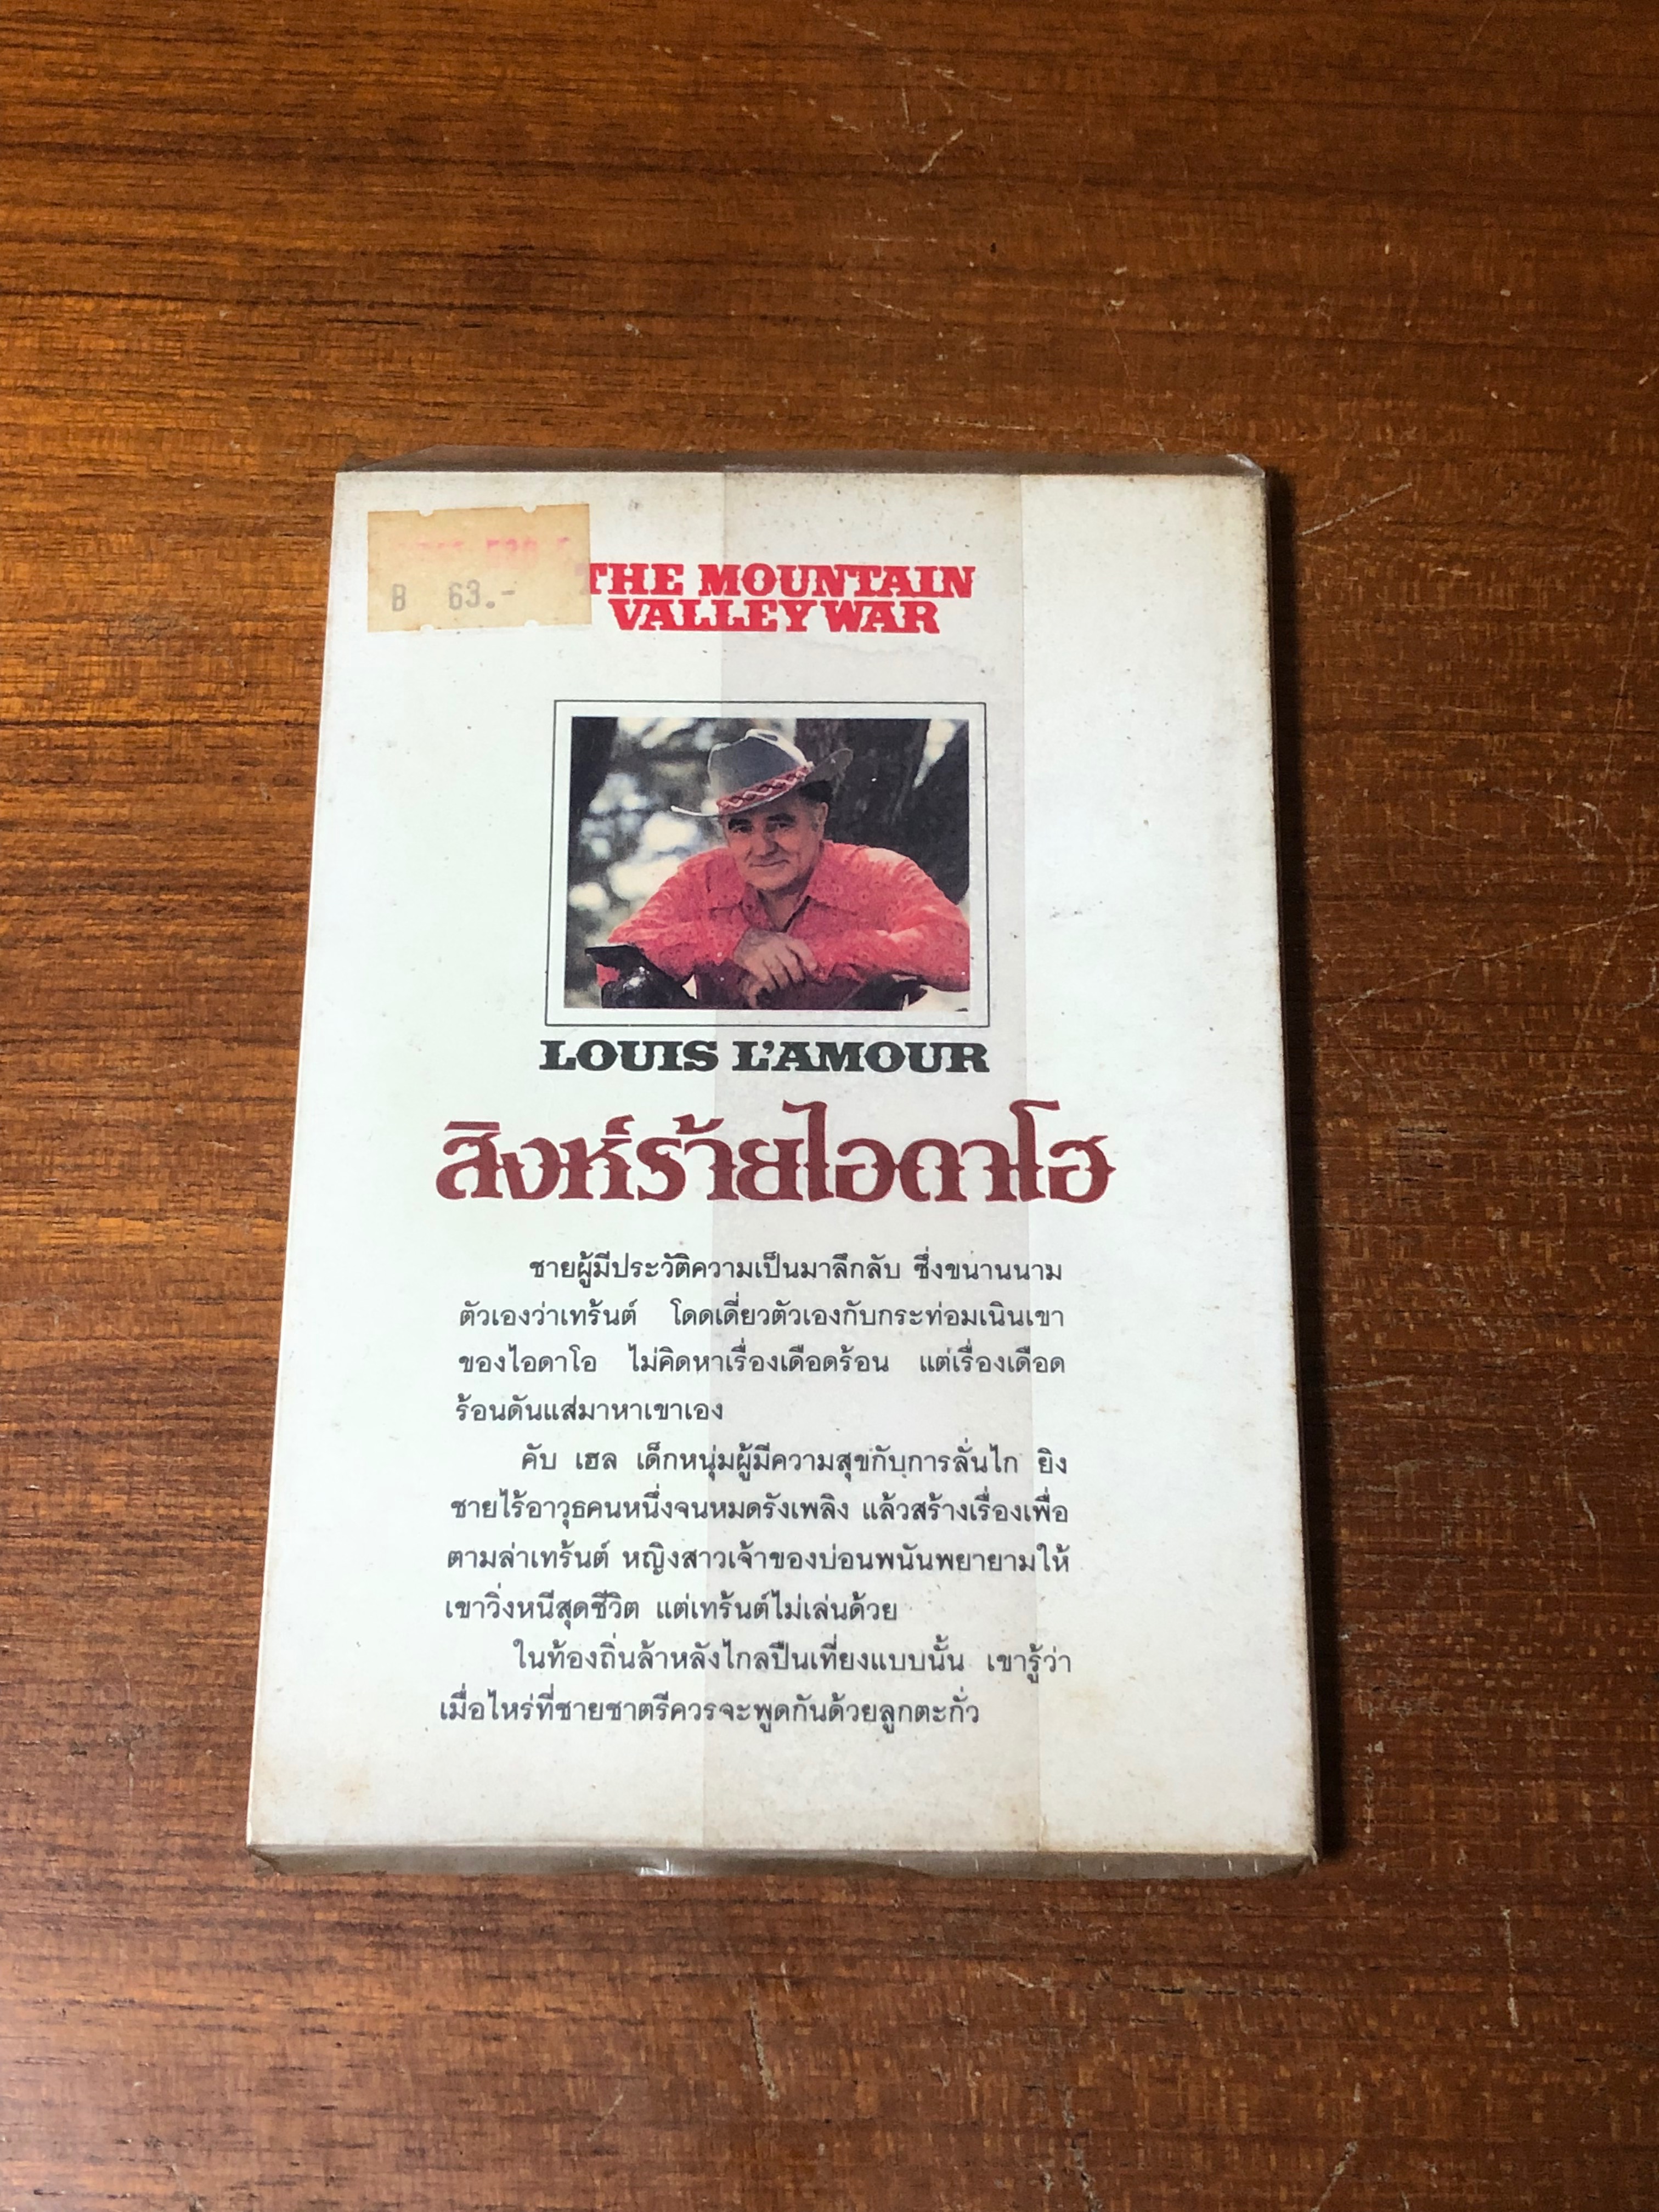 B 63.-
THE MOUNTAIN
VALLEY WAR
LOUIS L'AMOUR
สิงห์ร้ายไอดาโฮ
ชายผู้มีประวัติความเป็นมาลึกลับ ซึ่งขนานนาม
ตัวเองว่าเทร้นต์ โดดเดี่ยวตัวเองกับกระท่อมเนินเขา
ของไอดาโอ ไม่คิดหาเรื่องเดือดร้อน แต่เรื่องเดือด
ร้อนดันแส่มาหาเขาเอง
คับ เฮล เด็กหนุ่มผู้มีความสุขกับการลั่นไก ยิง
ชายไร้อาวุธคนหนึ่งจนหมดรังเพลิง แล้วสร้างเรื่องเพื่อ
ตามล่าเทร้นต์ หญิงสาวเจ้าของบ่อนพนันพยายามให้
เขาวิ่งหนีสุดชีวิต แต่เทร้นต์ไม่เล่นด้วย
ในท้องถิ่นล้าหลังไกลปืนเที่ยงแบบนั้น เขารู้ว่า
เมื่อไหร่ที่ชายชาตรีควรจะพูดกันด้วยลูกตะกั่ว